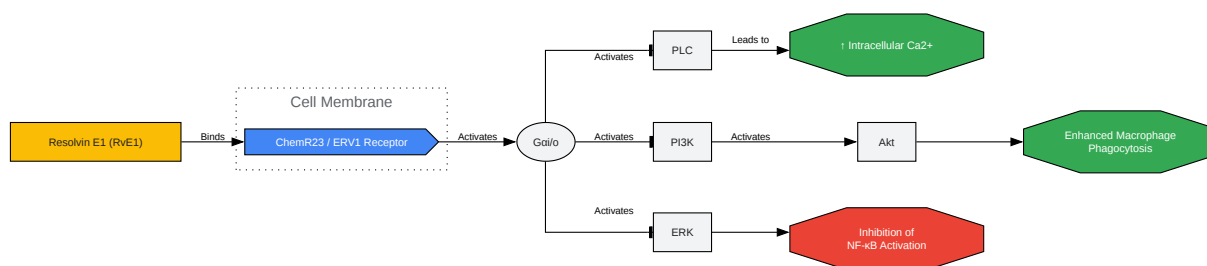 Cell Membrane
Resolvin E1 (RvE1)
Binds
ChemR23 / ERV1 Receptor
Activates
Gαi/o
Activates
PLC
Leads to
↑ Intracellular Ca2+
Activates
PI3K
Activates
Akt
Enhanced Macrophage
Phagocytosis
Activates
ERK
Inhibition of
NF-κB Activation